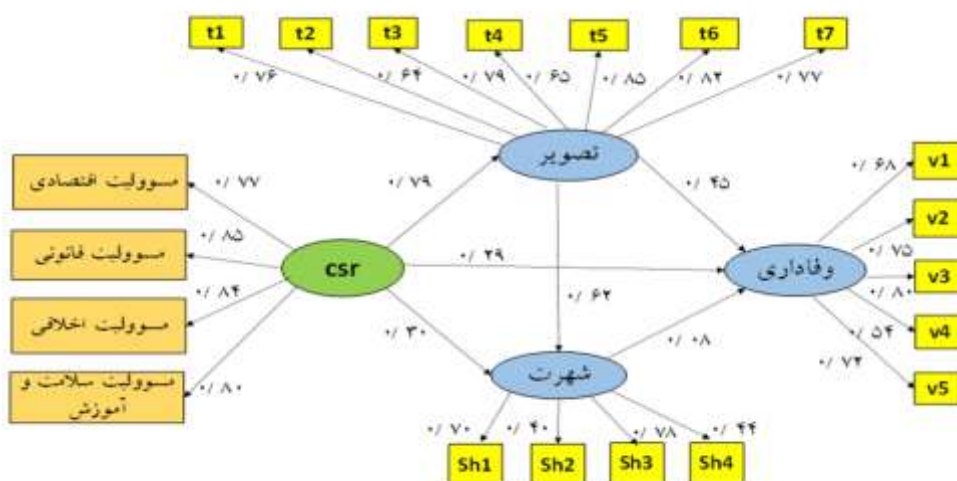 t1 t2 t3 t4 t5 t6 t7
۰/ ۷۶ ۰/ ۶۴ ۰/ ۷۹ ۰/ ۶۵ ۰/ ۸۵ ۰/ ۸۲ ۰/ ۷۷
تصویر
مسوولیت اقتصادی
مسوولیت قانونی
مسوولیت اخلاقی
مسوولیت سلامت و
آموزش
۰/ ۷۷
۰/ ۸۵
۰/ ۸۴
۰/ ۸۰
csr
۰/ ۷۹
۰/ ۲۹
۰/ ۳۰
۰/ ۴۵
۰/ ۶۲
۰/ ۰۸
وفاداری
۰/ ۶۸
۰/ ۷۵
۰/ ۸۰
۰/ ۵۴
۰/ ۷۲
v1
v2
v3
v4
v5
شهرت
۰/ ۷۰ ۰/ ۴۰ ۰/ ۷۸ ۰/ ۴۴
Sh1 Sh2 Sh3 Sh4